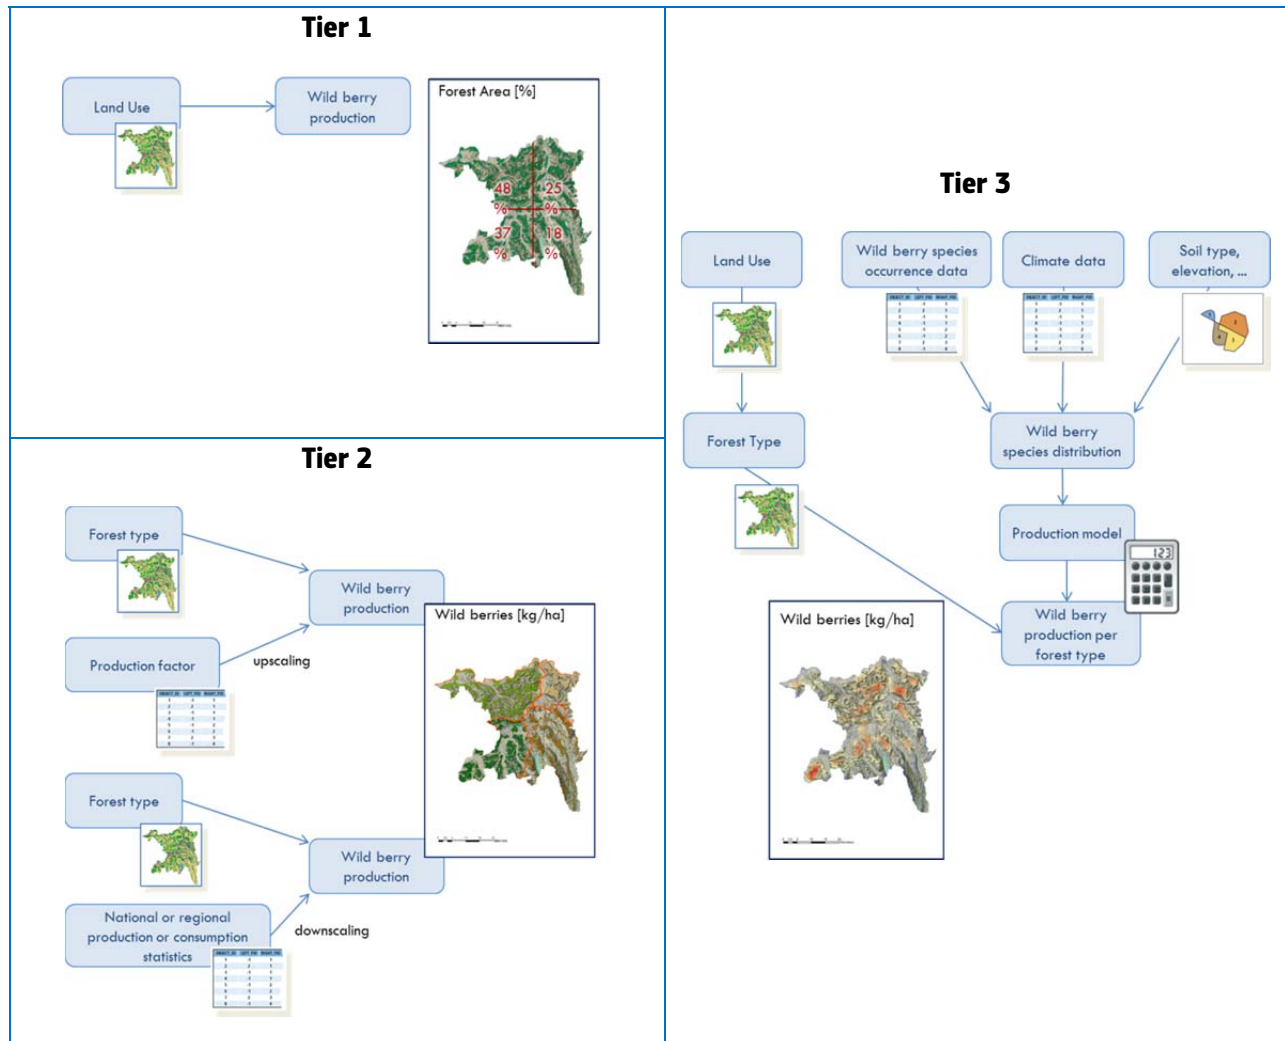 Tier 1
Land Use
Wild berry
production
Forest Area [%]
48
%
25
%
37
%
18
%
Tier 2
Forest type
Wild berry
production
Production factor
upscaling
Wild berries [kg/ha]
Forest type
Wild berry
production
National or regional
production or consumption
statistics
downscaling
Tier 3
Land Use
Wild berry species
occurrence data
Climate data
Soil type,
elevation, ...
Forest Type
Wild berry
species distribution
Production model
123
Wild berry
production per
forest type
Wild berries [kg/ha]